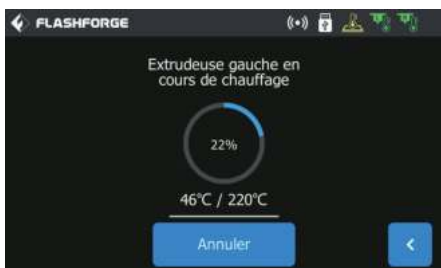 FLASHFORGE
Extrudeuse gauche en
cours de chauffage
22%
46℃ / 220℃
Annuler